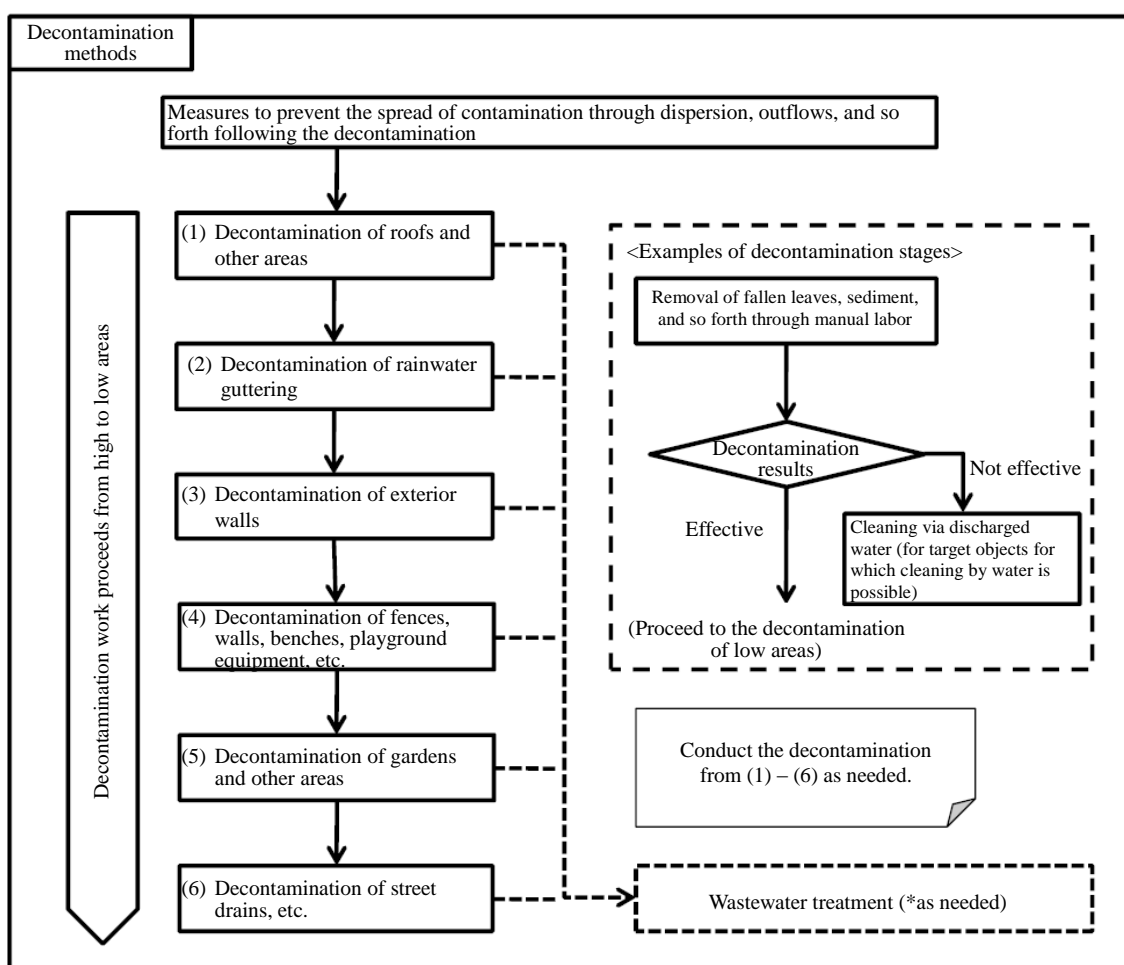 Decontamination
methods
Measures to prevent the spread of contamination through dispersion, outflows, and so
forth following the decontamination
Decontamination work proceeds from high to low areas
(1) Decontamination of roofs and
other areas
(2) Decontamination of rainwater
guttering
(3) Decontamination of exterior
walls
(4) Decontamination of fences,
walls, benches, playground
equipment, etc.
(5) Decontamination of gardens
and other areas
(6) Decontamination of street
drains, etc.
<Examples of decontamination stages>
Removal of fallen leaves, sediment,
and so forth through manual labor
Decontamination
results
Not effective
Effective
Cleaning via discharged
water (for target objects for
which cleaning by water is
possible)
(Proceed to the decontamination
of low areas)
Conduct the decontamination
from (1) – (6) as needed.
Wastewater treatment (*as needed)